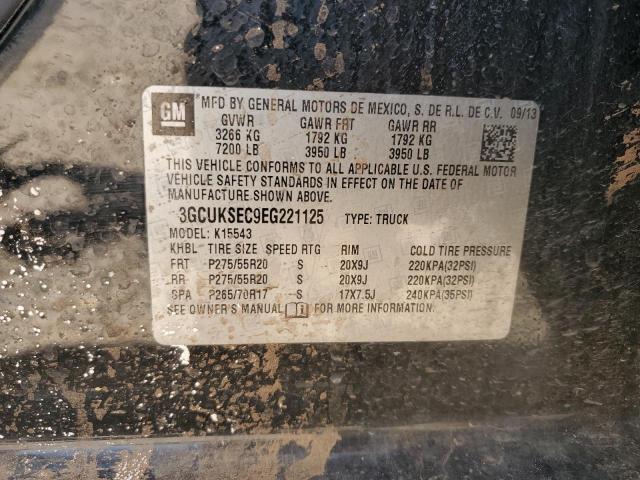 GM MFD BY GENERAL MOTORS DE MEXICO, S. DE R.L. DE C.V. 09/13
GVWR GAWR FRT GAWR RR
3266 KG 1792 KG 1792 KG
7200 LB 3950 LB 3950 LB
THIS VEHICLE CONFORMS TO ALL APPLICABLE U.S. FEDERAL MOTOR
VEHICLE SAFETY STANDARDS IN EFFECT ON THE DATE OF
MANUFACTURE SHOWN ABOVE.
3GCUKSEC9EG221125 TYPE: TRUCK
MODEL: K15543
KHBL TIRE SIZE SPEED RTG RIM COLD TIRE PRESSURE
FRT P275/55R20 S 20X9J 220KPA(32PSI)
RR P275/55R20 S 20X9J 220KPA(32PSI)
SPA P265/70R17 S 17X7.5J 240KPA(35PSI)
SEE OWNER'S MANUAL FOR MORE INFORMATION.